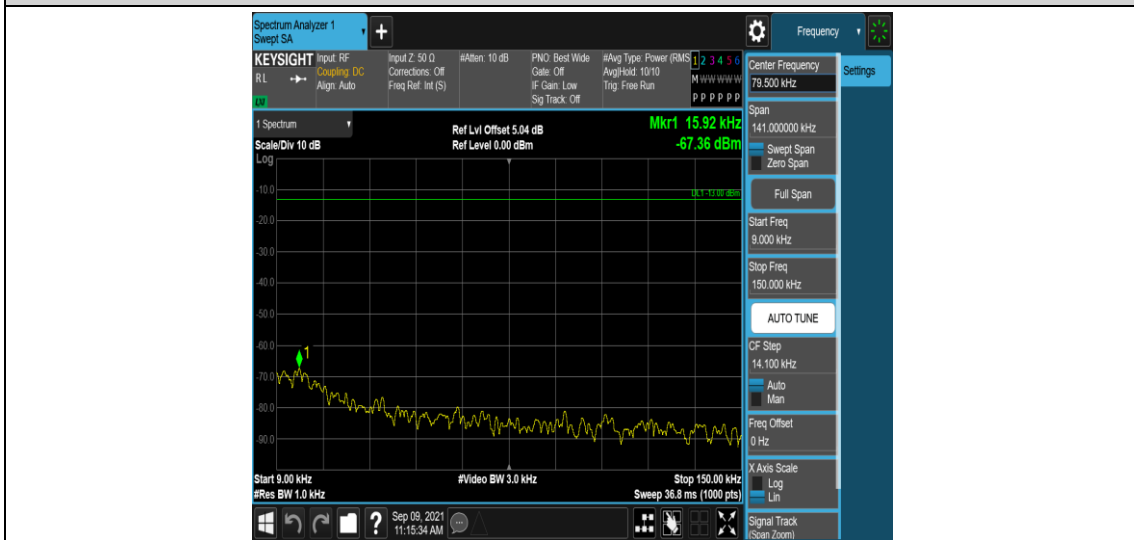 Spectrum Analyzer 1
Swept SA
+
Frequency
KEYSIGHT
RL
LXI
Input: RF
Coupling: DC
Align: Auto
Input Z: 50 Ω
Corrections: Off
Freq Ref: Int (S)
#Atten: 10 dB
PNO: Best Wide
Gate: Off
IF Gain: Low
Sig Track: Off
#Avg Type: Power (RMS
Avg|Hold: 10/10
Trig: Free Run
1 2 3 4 5 6
M W W W W W
P P P P P P
Center Frequency
79.500 kHz
Settings
1 Spectrum
Scale/Div 10 dB
Ref Lvl Offset 5.04 dB
Ref Level 0.00 dBm
Mkr1 15.92 kHz
-67.36 dBm
Log
DL1 -13.00 dBm
-10.0
-20.0
-30.0
-40.0
-50.0
-60.0
-70.0
-80.0
-90.0
1
Start 9.00 kHz
#Res BW 1.0 kHz
#Video BW 3.0 kHz
Stop 150.00 kHz
Sweep 36.8 ms (1000 pts)
Span
141.000000 kHz
Swept Span
Zero Span
Full Span
Start Freq
9.000 kHz
Stop Freq
150.000 kHz
AUTO TUNE
CF Step
14.100 kHz
Auto
Man
Freq Offset
0 Hz
X Axis Scale
Log
Lin
Signal Track
(Span Zoom)
?
Sep 09, 2021
11:15:34 AM